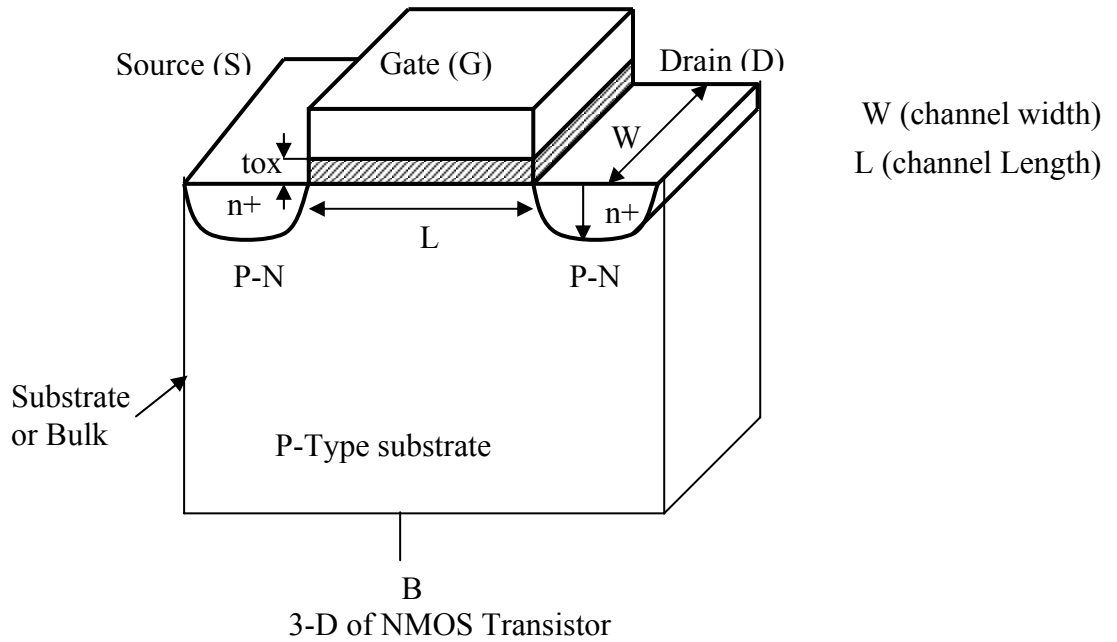 Source (S)
Gate (G)
Drain (D)
W (channel width)
W
L (channel Length)
tox
n+
n+
L
P-N
P-N
Substrate
or Bulk
P-Type substrate
B
3-D of NMOS Transistor